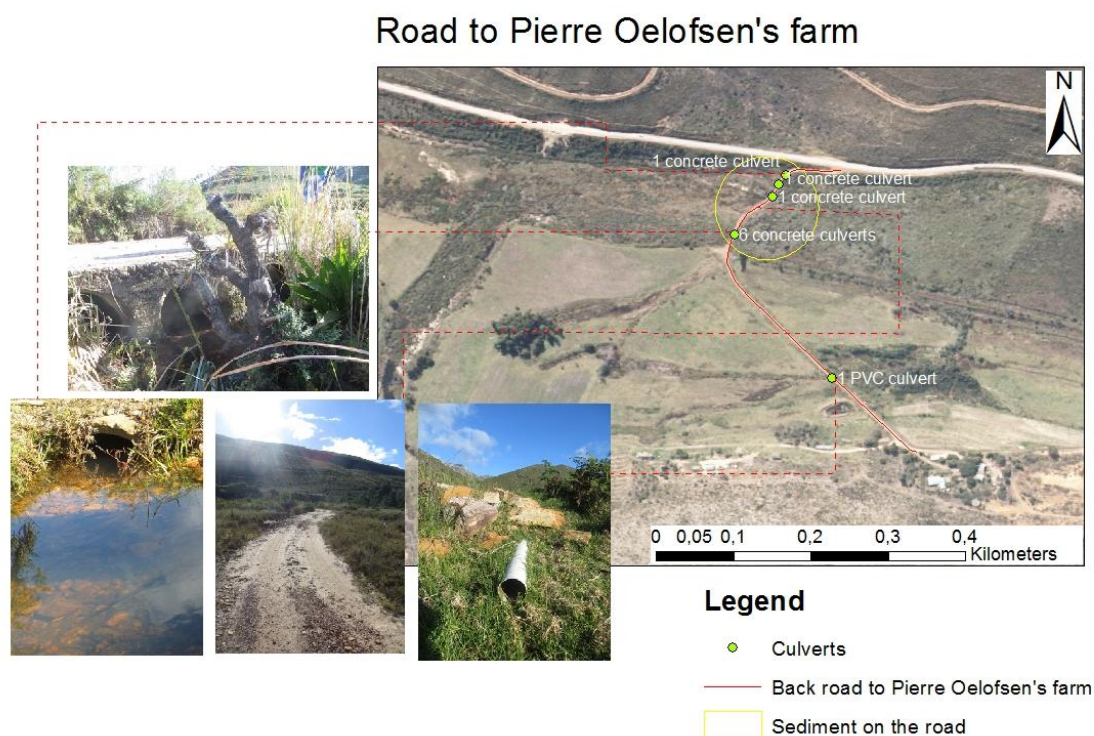 Road to Pierre Oelofsen's farm
N
1 concrete culvert
1 concrete culvert
1 concrete culvert
6 concrete culverts
1 PVC culvert
0 0,05 0,1 0,2 0,3 0,4
Kilometers
Legend
Culverts
Back road to Pierre Oelofsen's farm
Sediment on the road